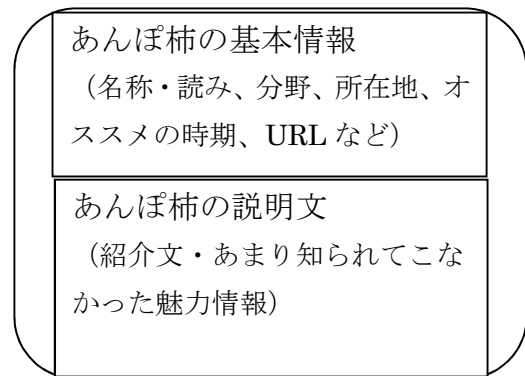 あんぽ柿の基本情報
（名称・読み、分野、所在地、オ
ススメの時期、URL など）
あんぽ柿の説明文
（紹介文・あまり知られてこな
かった魅力情報）